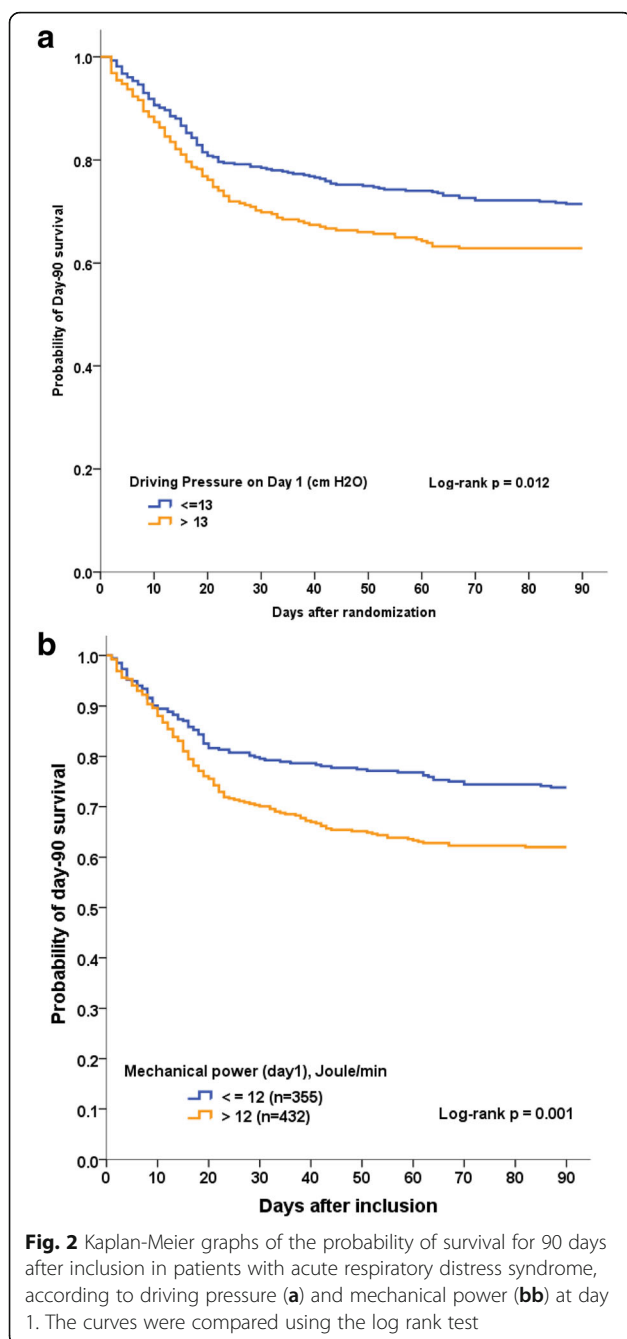 a
1.0
0.8
0.6
0.4
0.2
0.0
Probability of Day-90 survival
Driving Pressure on Day 1 (cm H2O)
<=13
> 13
Log-rank p = 0.012
0 10 20 30 40 50 60 70 80 90
Days after randomization
b
1.0
0.9
0.8
0.7
0.6
0.5
0.4
0.3
0.2
0.1
0.0
Probability of day-90 survival
Mechanical power (day1), Joule/min
< = 12 (n=355)
> 12 (n=432)
Log-rank p = 0.001
0 10 20 30 40 50 60 70 80 90
Days after inclusion
Fig. 2 Kaplan-Meier graphs of the probability of survival for 90 days
after inclusion in patients with acute respiratory distress syndrome,
according to driving pressure (a) and mechanical power (bb) at day
1. The curves were compared using the log rank test